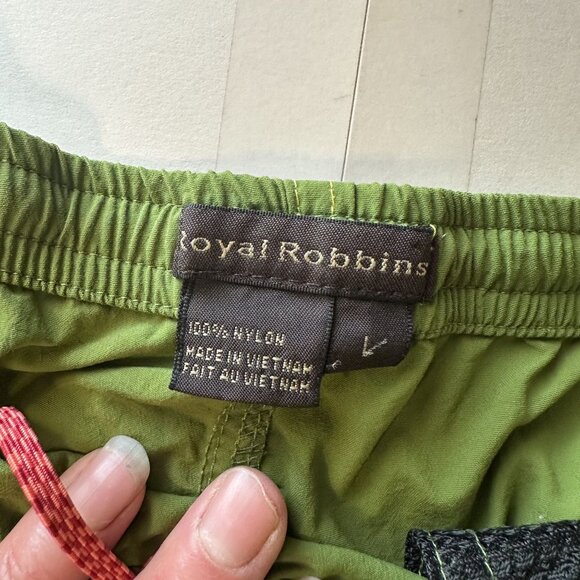 Royal Robbins
100% NYLON
MADE IN VIETNAM
FAIT AU VIETNAM